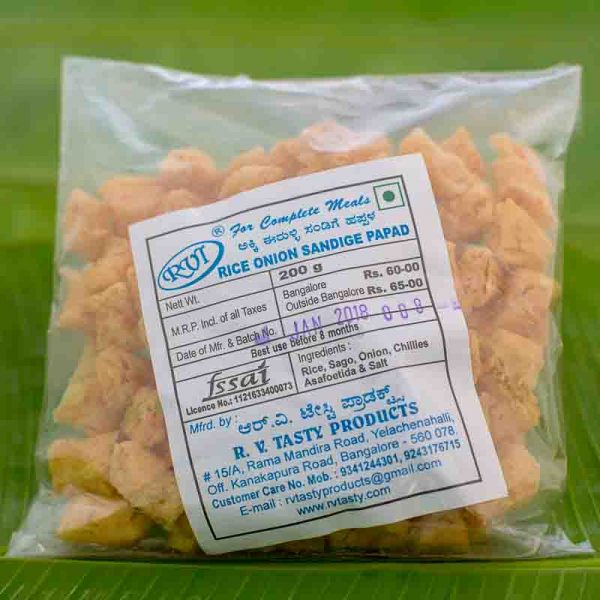 RVT ® For Complete Meals
ಅಕ್ಕಿ ಈರುಳ್ಳಿ ಸಂಡಿಗೆ ಹಪ್ಪಳ
RICE ONION SANDIGE PAPAD
Nett Wt. 200 g
M.R.P. Incl. of all Taxes Bangalore Rs. 60-00
Outside Bangalore Rs. 65-00
Date of Mfr. & Batch No. JAN 2018
Best use before 8 months
fssai
Licence No.: 1121633400073
Ingredients :
Rice, Sago, Onion, Chillies
Asafoetida & Salt
Mfrd. by : ಆರ್.ವಿ. ಟೇಸ್ಟಿ ಪ್ರಾಡಕ್ಟ್ಸ್
R. V. TASTY PRODUCTS
# 15/A, Rama Mandira Road, Yelachenahalli,
Off. Kanakapura Road, Bangalore - 560 078.
Customer Care No. Mob. : 9341244301, 9243176715
E-mail : rvtastyproducts@gmail.com
www.rvtasty.com